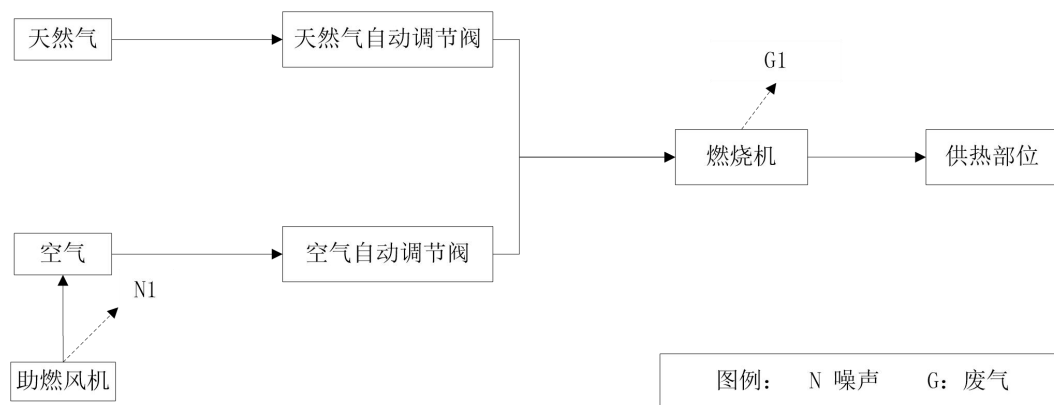 天然气
天然气自动调节阀
G1
燃烧机
供热部位
空气
空气自动调节阀
N1
助燃风机
图例: N 噪声 G: 废气